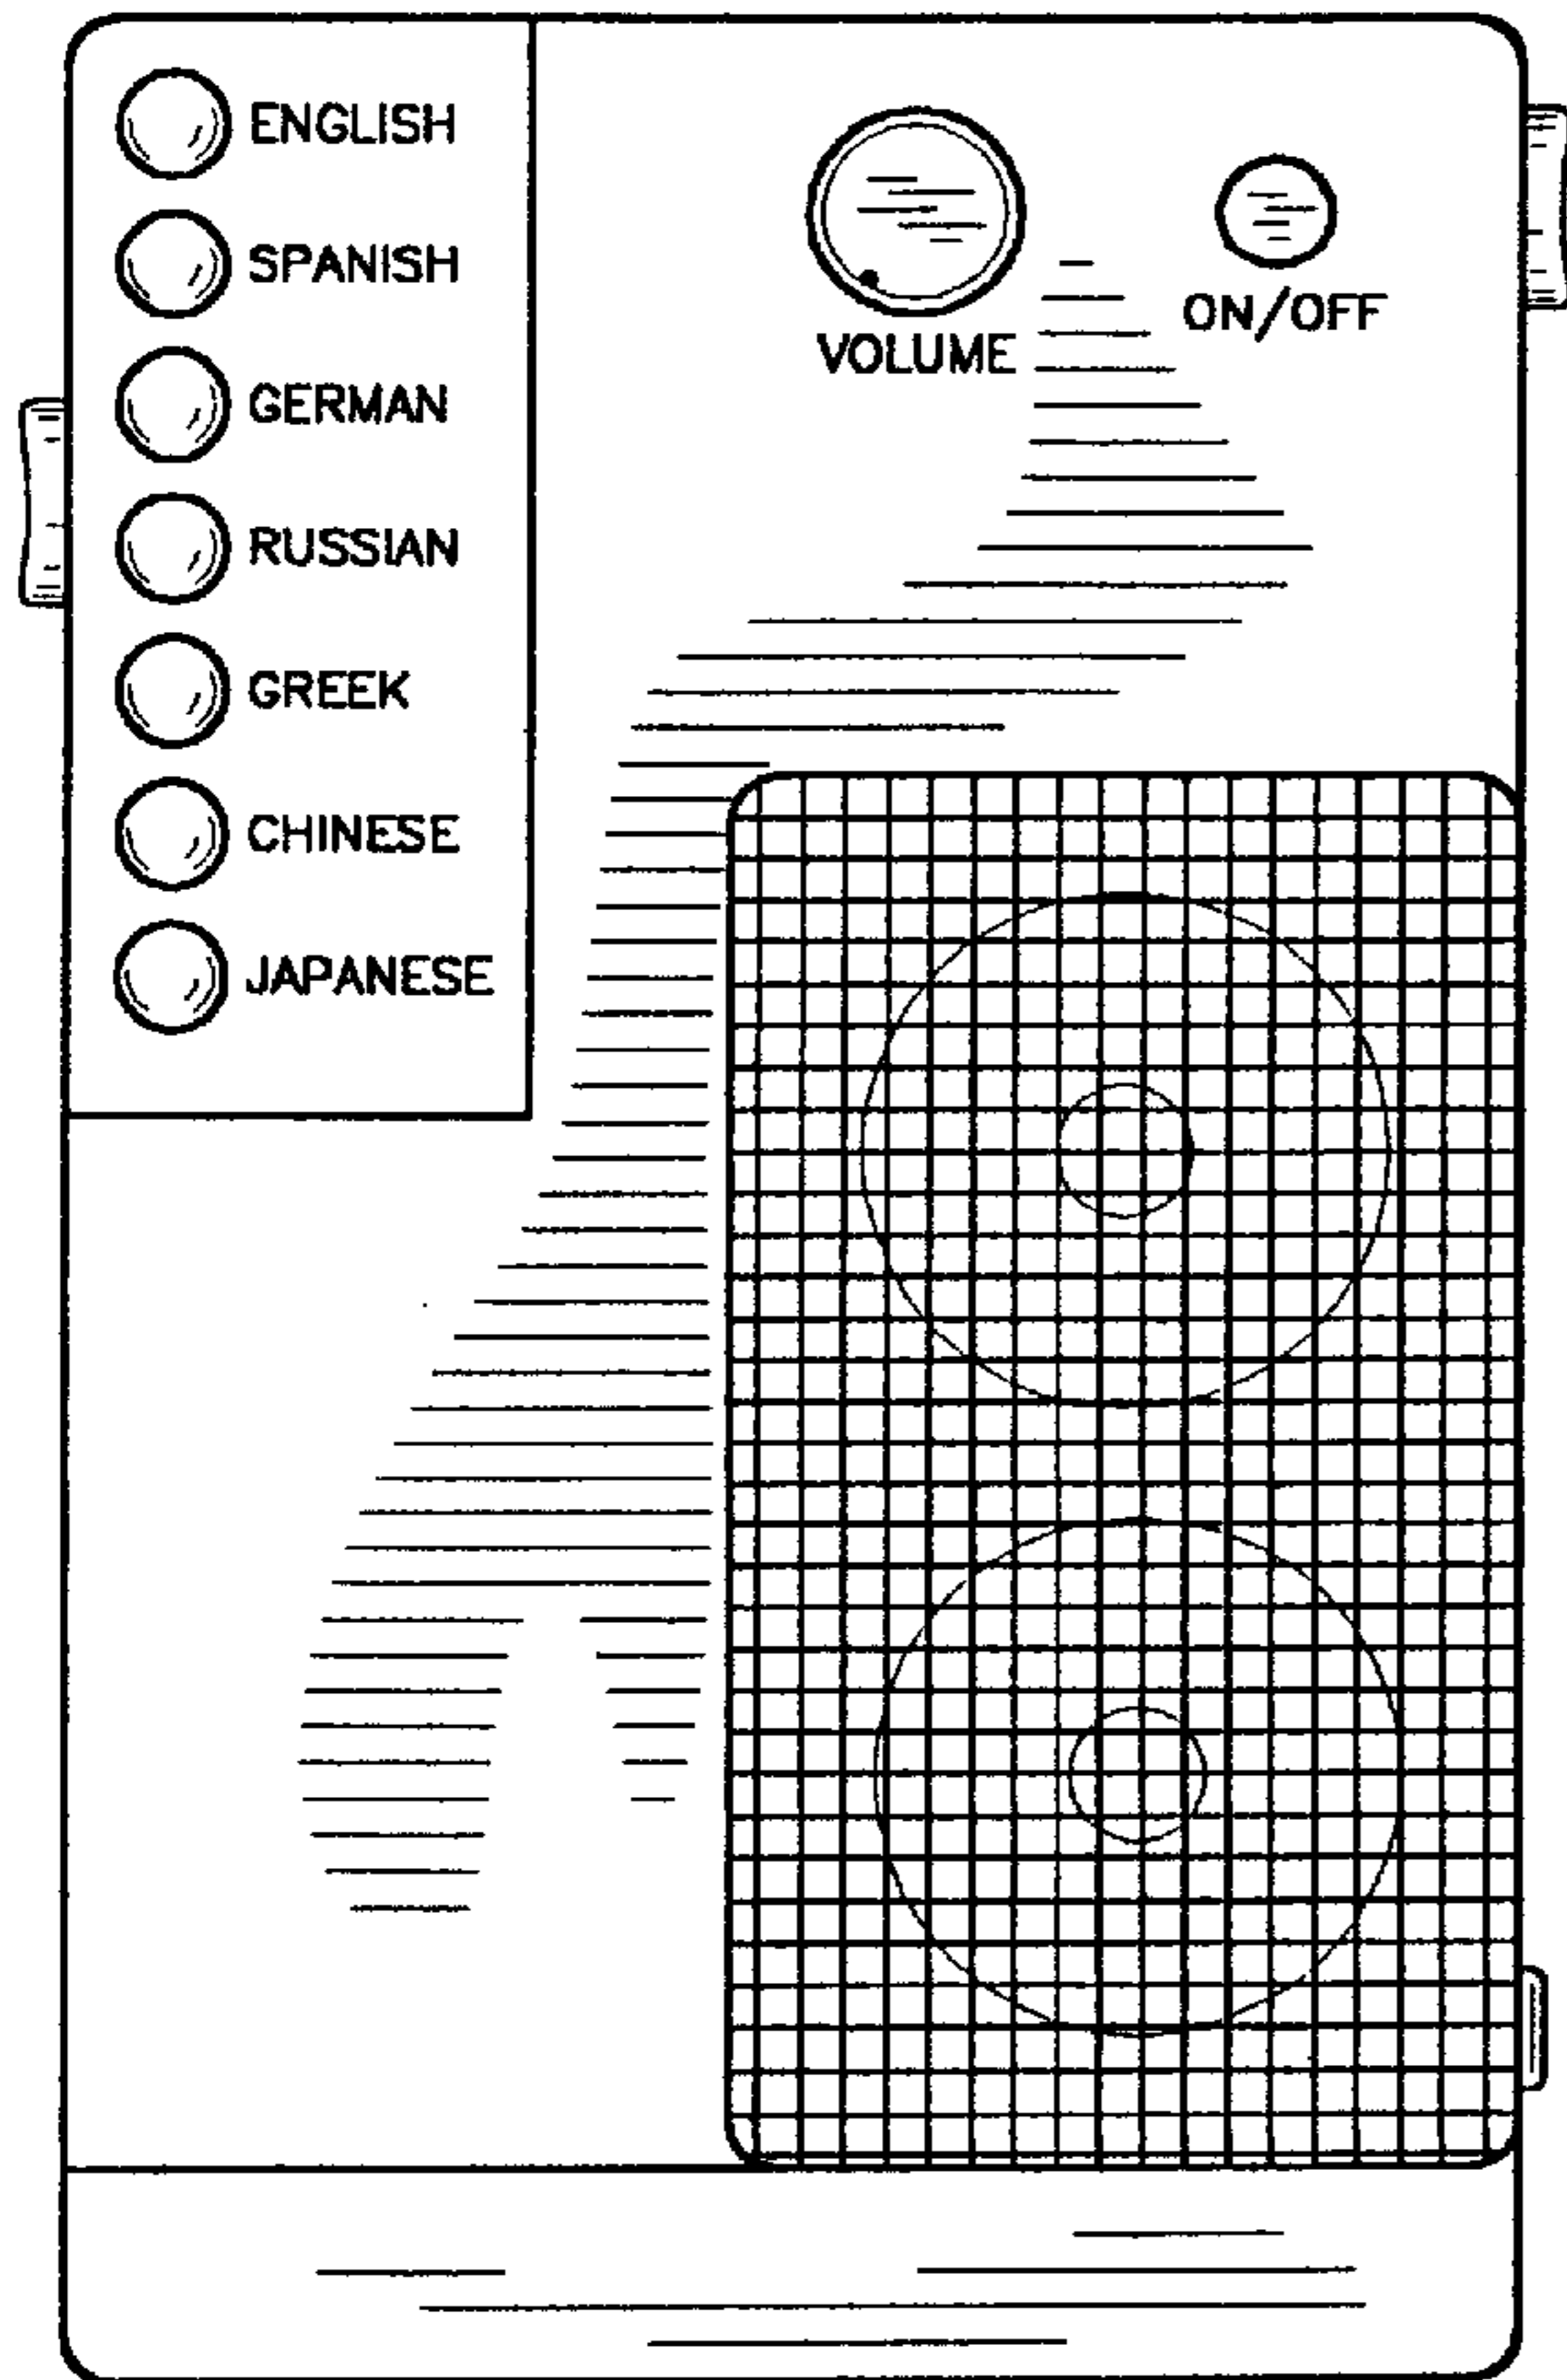 ENGLISH
SPANISH
GERMAN
RUSSIAN
GREEK
CHINESE
JAPANESE
VOLUME
ON/OFF